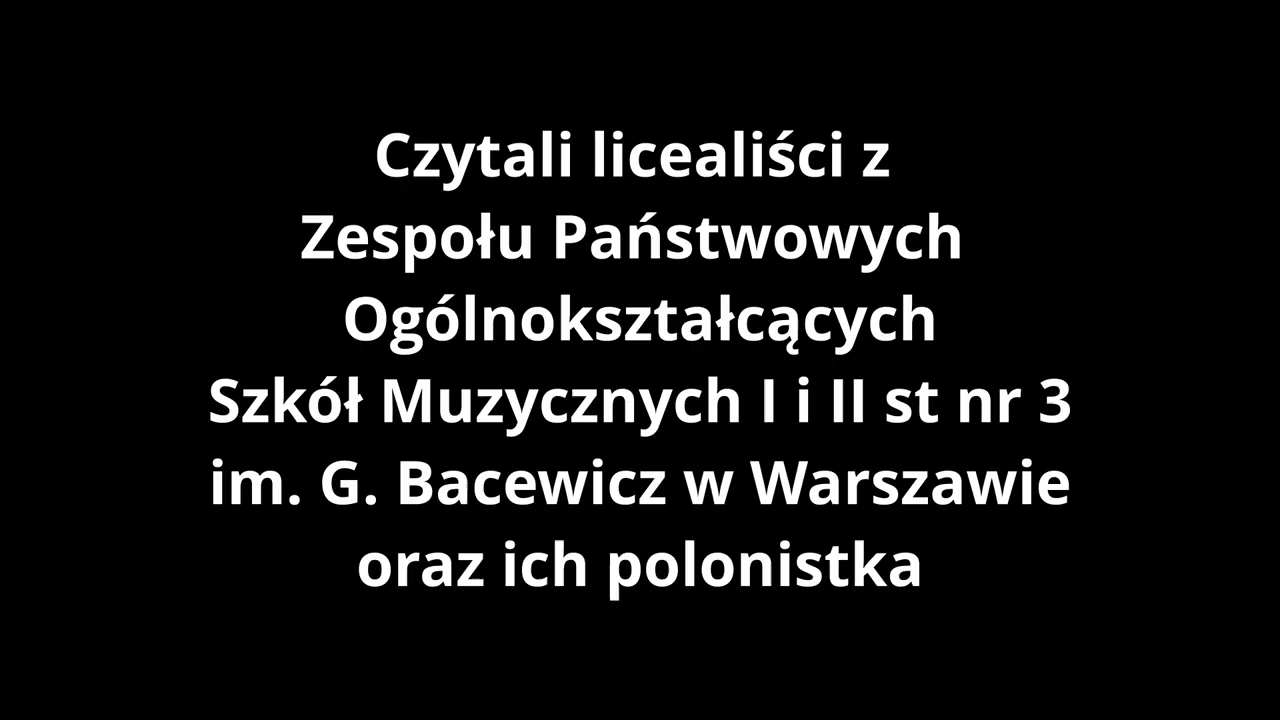 Czytali licealiści z
Zespołu Państwowych
Ogólnokształcących
Szkół Muzycznych I i II st nr 3
im. G. Bacewicz w Warszawie
oraz ich polonistka